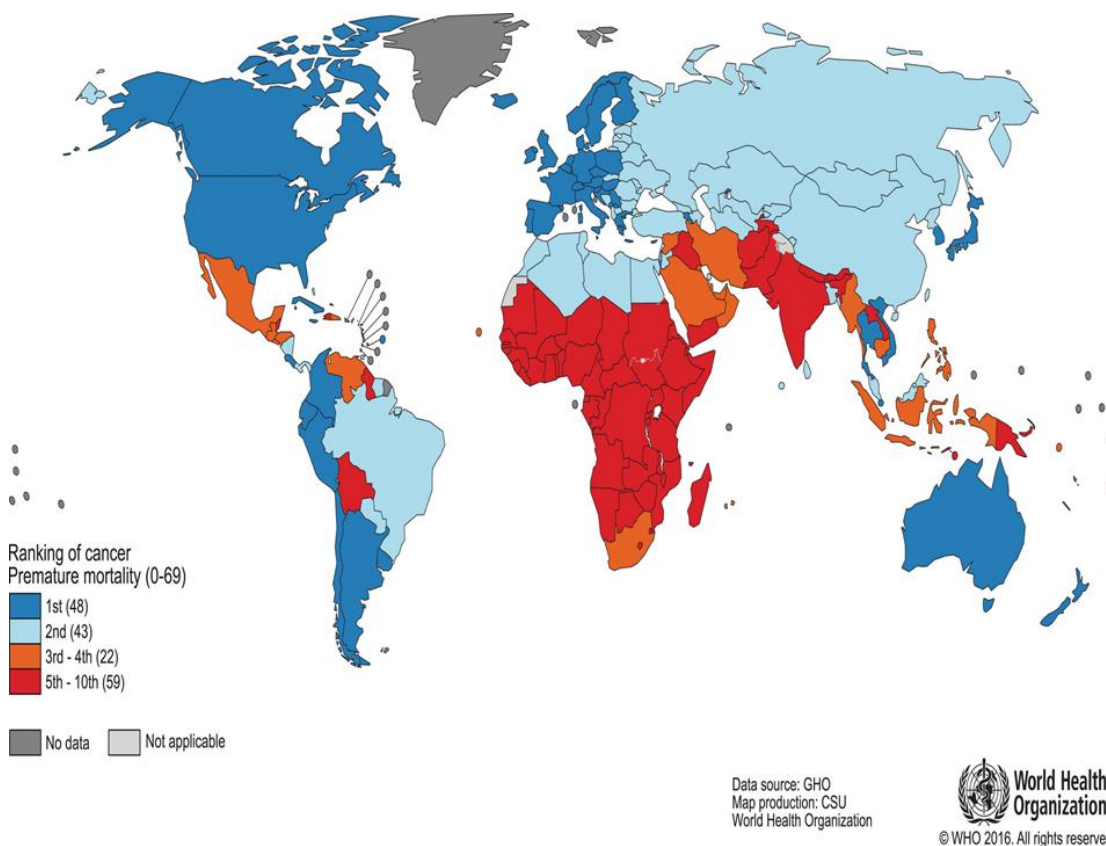 Ranking of cancer
Premature mortality (0-69)
1st (48)
2nd (43)
3rd - 4th (22)
5th - 10th (59)
No data
Not applicable
Data source: GHO
Map production: CSU
World Health Organization
World Health
Organization
© WHO 2016. All rights reserve